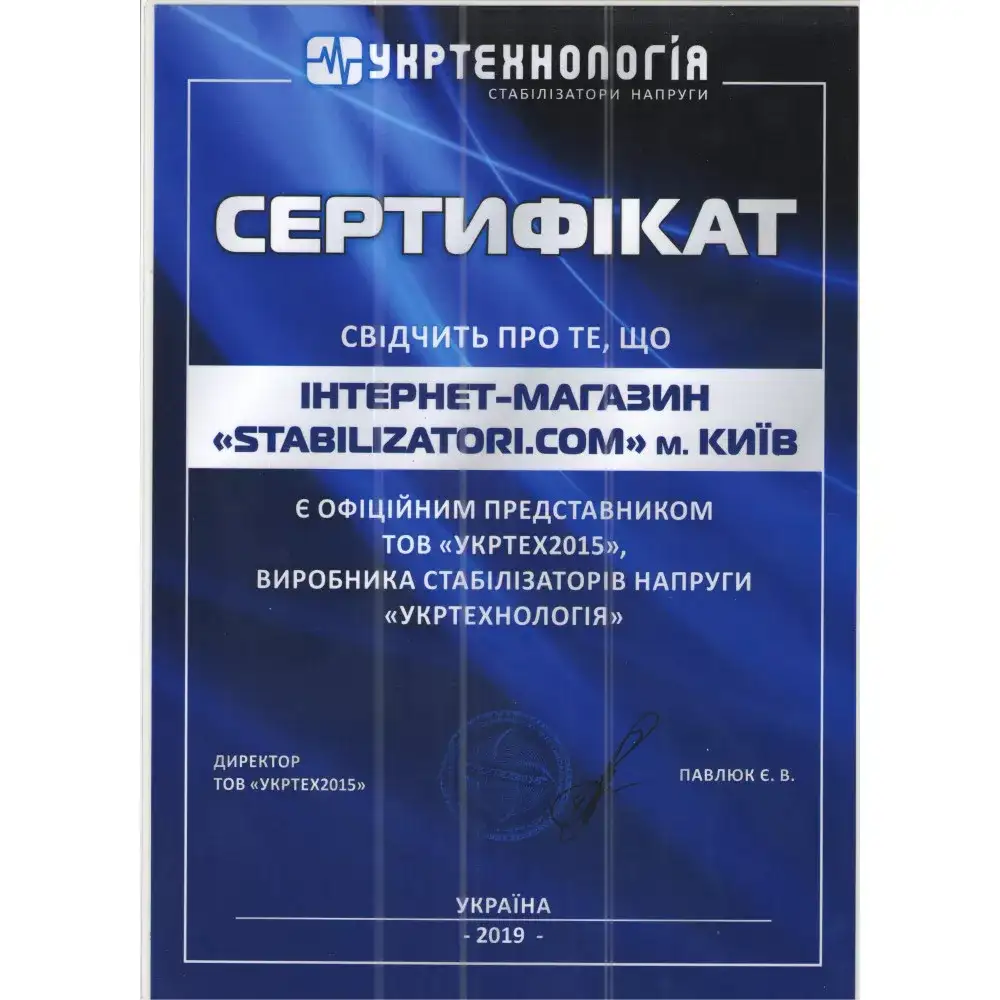 УКРТЕХНОЛОГІЯ
СТАБІЛІЗАТОРИ НАПРУГИ
СЕРТИФІКАТ
СВІДЧИТЬ ПРО ТЕ, ЩО
ІНТЕРНЕТ-МАГАЗИН
«STABILIZATORI.COM» м. КИЇВ
Є ОФІЦІЙНИМ ПРЕДСТАВНИКОМ
ТОВ «УКРТЕХ2015»,
ВИРОБНИКА СТАБІЛІЗАТОРІВ НАПРУГИ
«УКРТЕХНОЛОГІЯ»
ДИРЕКТОР
ТОВ «УКРТЕХ2015»
ПАВЛЮК Є. В.
УКРАЇНА
- 2019 -